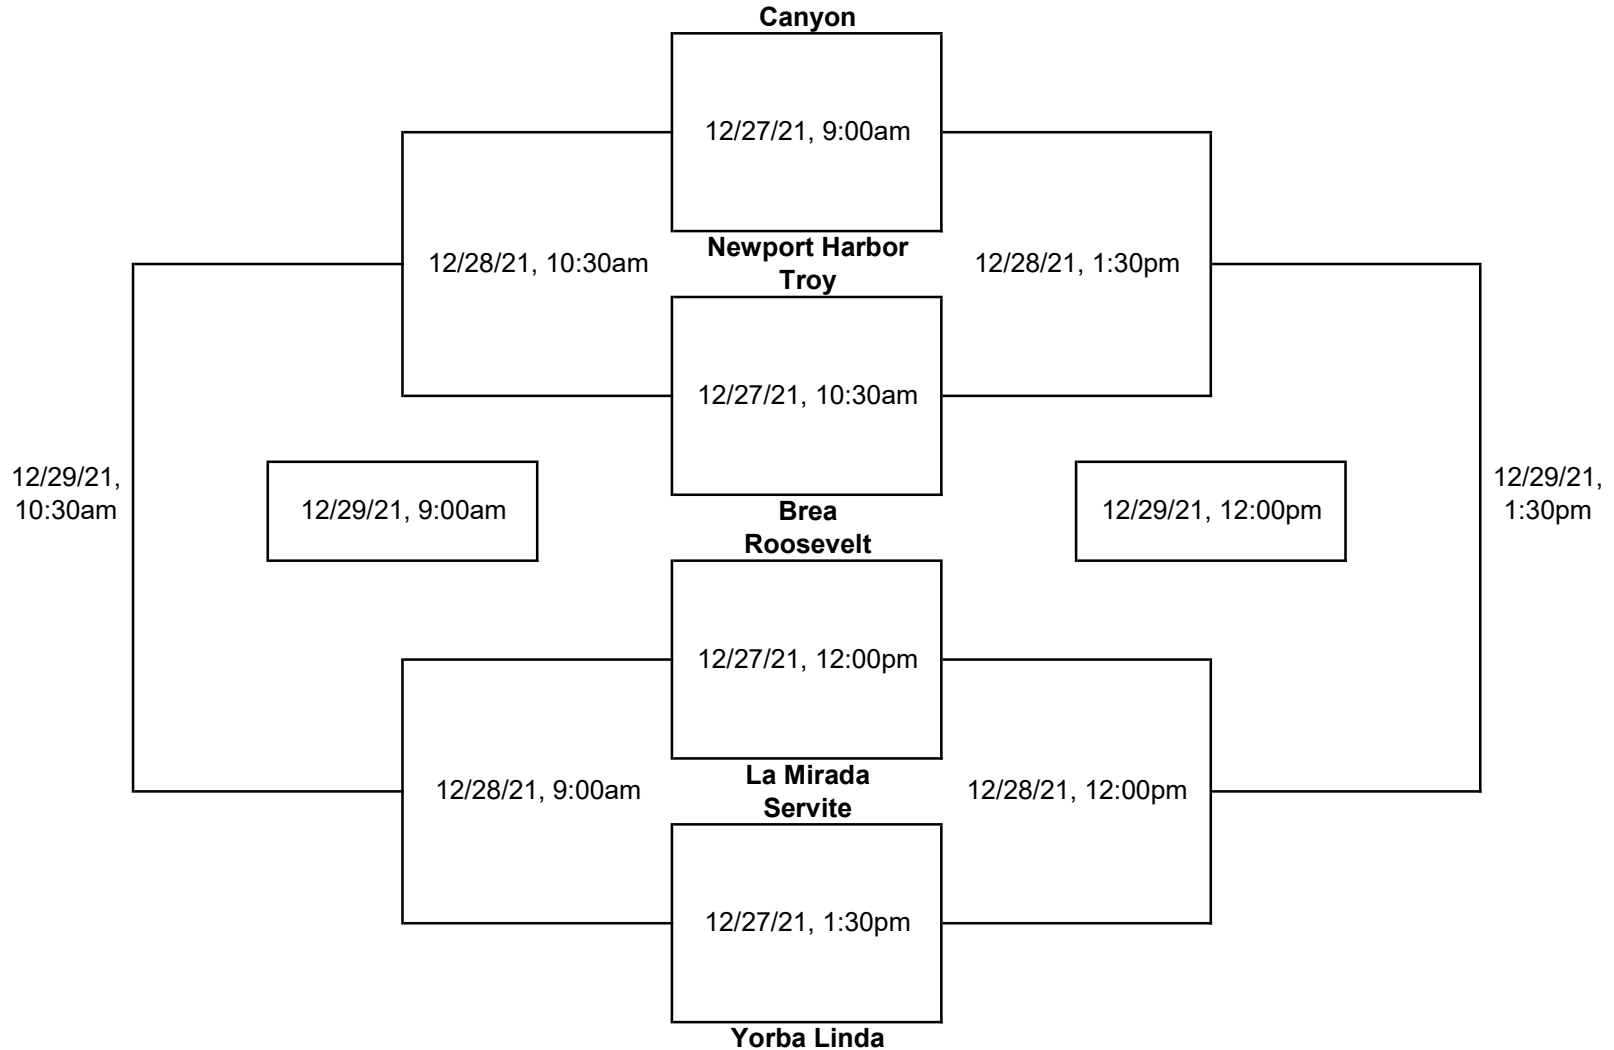 Canyon
12/27/21, 9:00am
Newport Harbor
12/28/21, 10:30am
12/28/21, 1:30pm
Troy
12/27/21, 10:30am
12/29/21,
10:30am
12/29/21, 9:00am
12/29/21, 12:00pm
12/29/21,
1:30pm
Brea
Roosevelt
12/27/21, 12:00pm
La Mirada
12/28/21, 9:00am
12/28/21, 12:00pm
Servite
12/27/21, 1:30pm
Yorba Linda